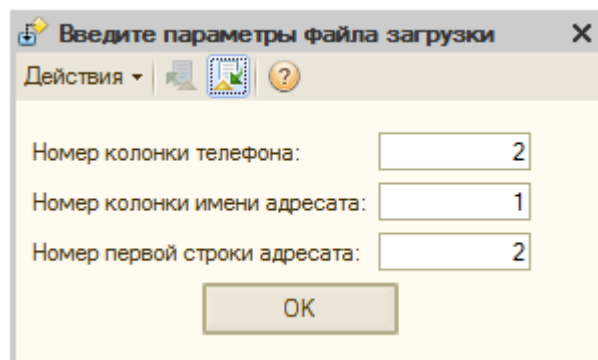 Введите параметры файла загрузки
Действия
Номер колонки телефона: 2
Номер колонки имени адресата: 1
Номер первой строки адресата: 2
OK